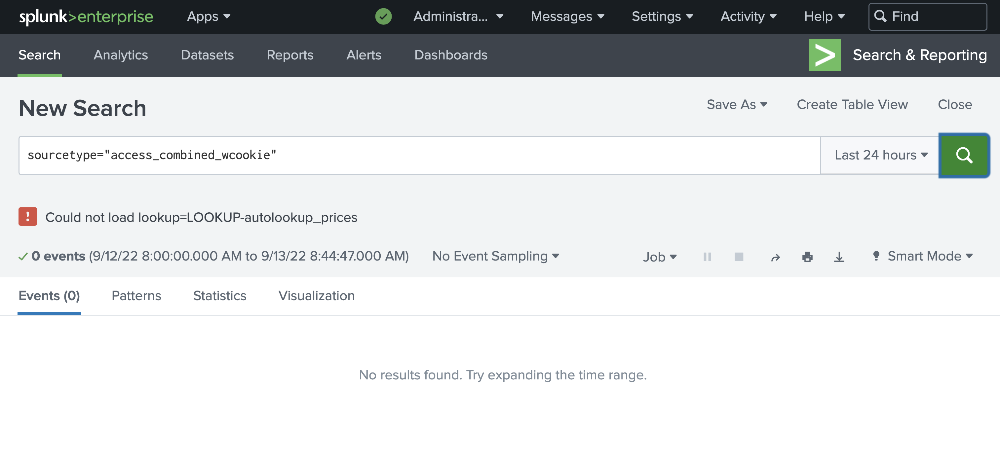 splunk>enterprise Apps Administra... Messages Settings Activity Help Find
Search Analytics Datasets Reports Alerts Dashboards Search & Reporting
New Search Save As Create Table View Close
sourcetype="access_combined_wcookie" Last 24 hours
! Could not load lookup=LOOKUP-autolookup_prices
0 events (9/12/22 8:00:00.000 AM to 9/13/22 8:44:47.000 AM) No Event Sampling Job Smart Mode
Events (0) Patterns Statistics Visualization
No results found. Try expanding the time range.